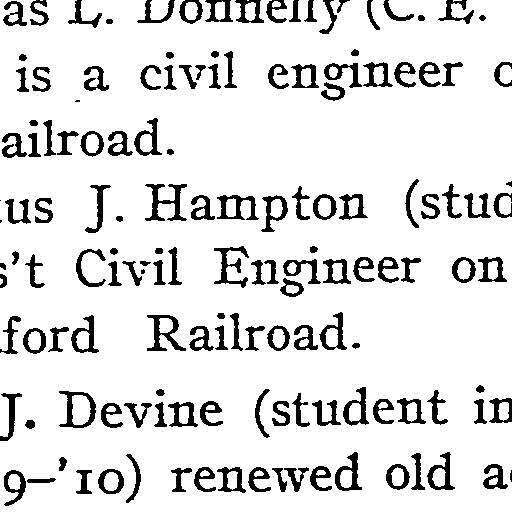 as L. Donnelly (C. E.
is a civil engineer
ailroad.
us J. Hampton (stud
s't Civil Engineer on
ford Railroad.
J. Devine (student in
9–'10) renewed old a